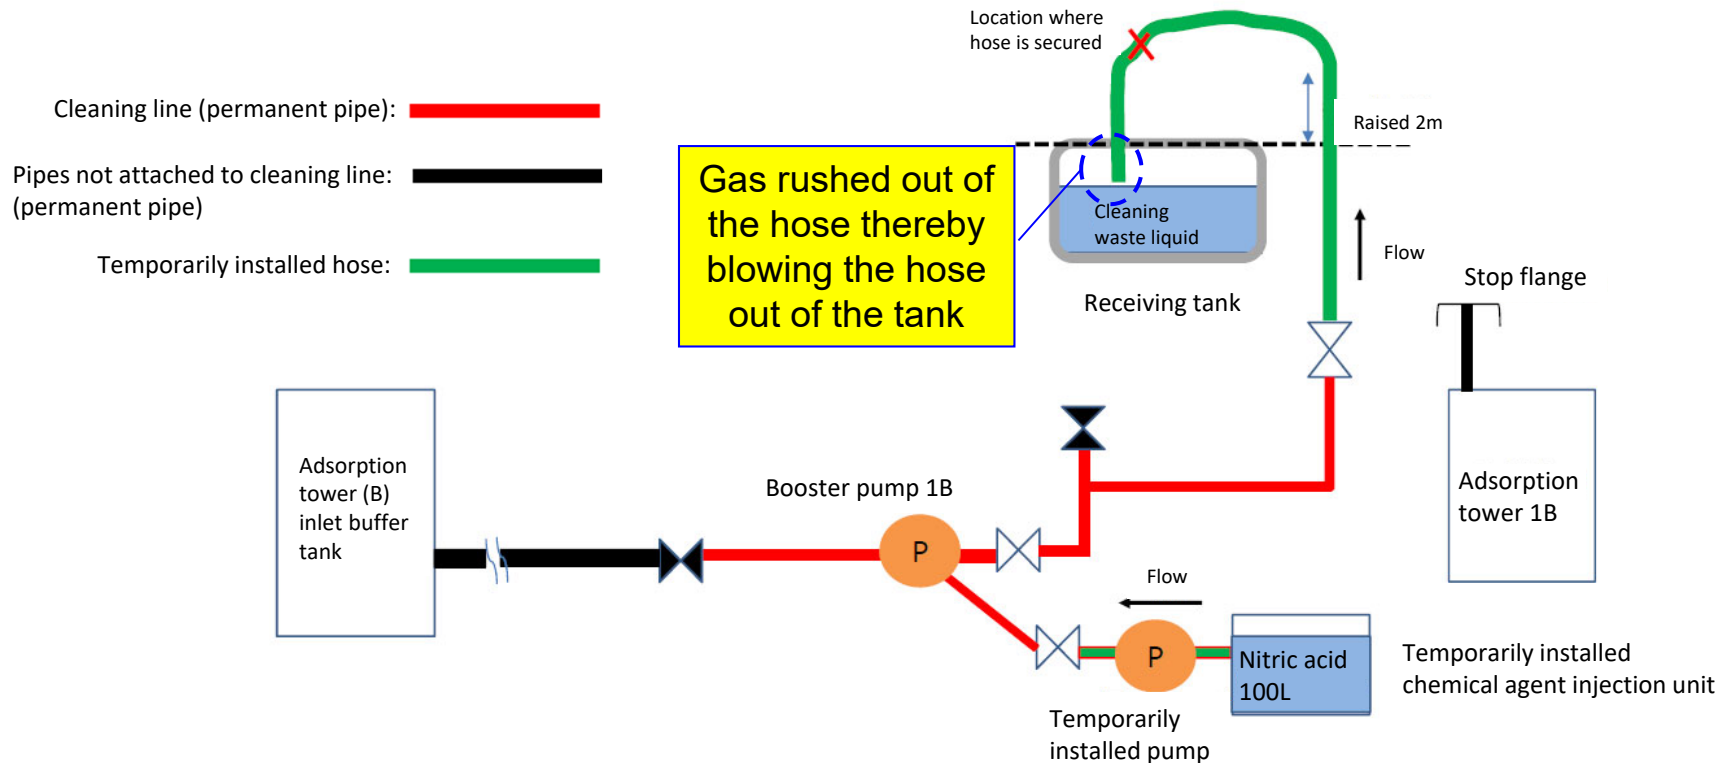 Location where
hose is secured
Cleaning line (permanent pipe):
Raised 2m
Pipes not attached to cleaning line:
(permanent pipe)
Gas rushed out of
the hose thereby
blowing the hose
out of the tank
Cleaning
waste liquid
Flow
Temporarily installed hose:
Stop flange
Receiving tank
Adsorption
tower (B)
inlet buffer
tank
Booster pump 1B
Adsorption
tower 1B
P
Flow
P
Nitric acid
100L
Temporarily installed
chemical agent injection unit
Temporarily
installed pump